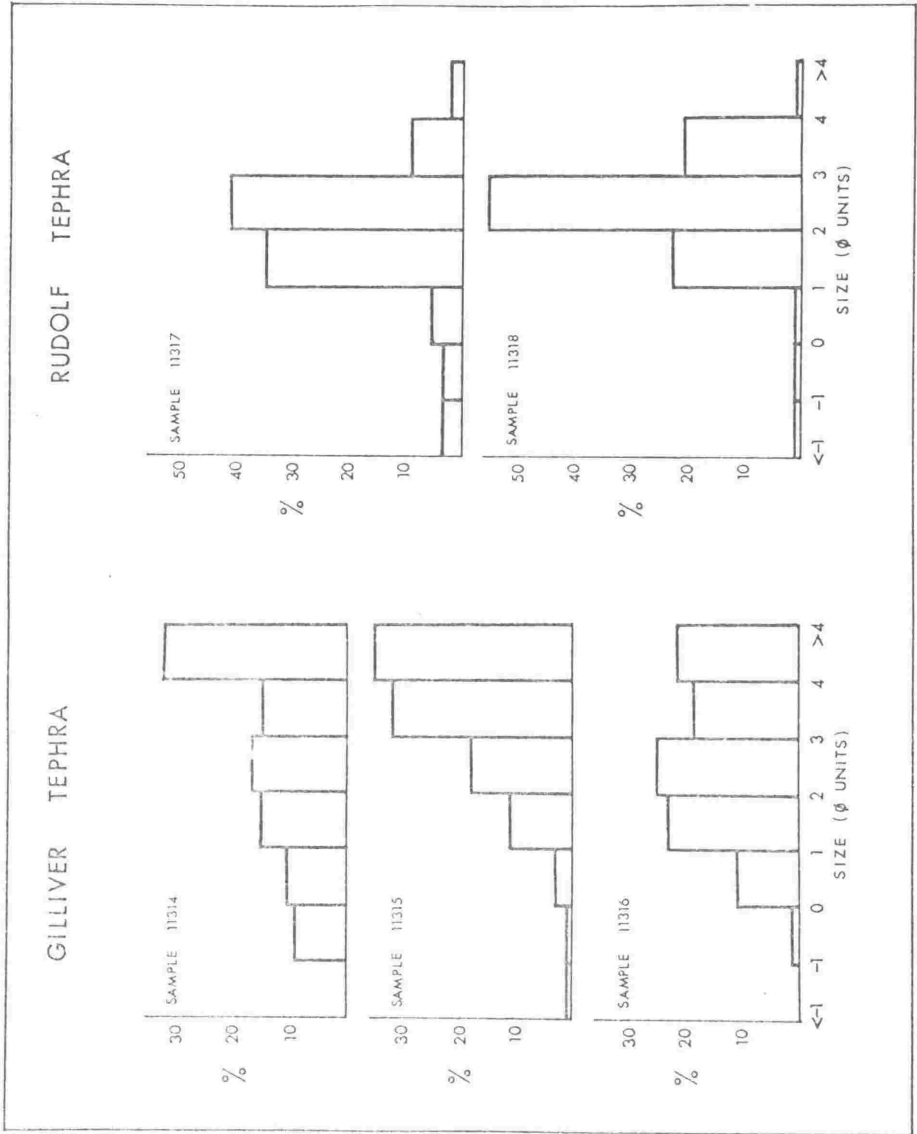 GILLIVER TEPHRA
SAMPLE 11314
%
30
20
10
SAMPLE 11315
%
30
20
10
SAMPLE 11316
%
30
20
10
<-1 -1 0 1 2 3 4 >4
SIZE (ø UNITS)
RUDOLF TEPHRA
SAMPLE 11317
%
50
40
30
20
10
SAMPLE 11318
%
50
40
30
20
10
<-1 -1 0 1 2 3 4 >4
SIZE (ø UNITS)